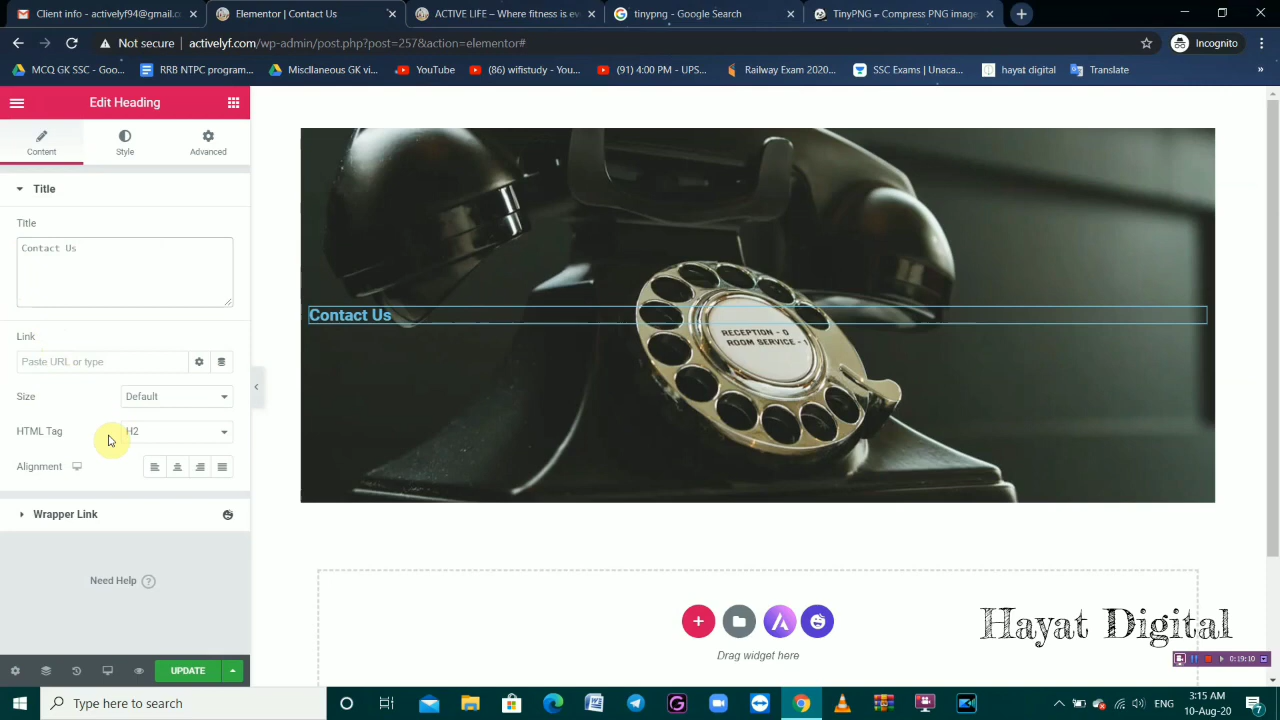 Client info - activelyf94@gmail.c
Elementor | Contact Us
ACTIVE LIFE – Where fitness is ev
tinypng - Google Search
TinyPNG – Compress PNG image
Not secure
activelyf.com/wp-admin/post.php?post=257&action=elementor#
Incognito
MCQ GK SSC - Goo...
RRB NTPC program...
Miscllaneous GK vi...
YouTube
(86) wifistudy - You...
(91) 4:00 PM - UPS...
Railway Exam 2020...
SSC Exams | Unaca...
hayat digital
Translate
»
Edit Heading
Content
Style
Advanced
Title
Title
Contact Us
Link
Paste URL or type
Size
Default
HTML Tag
H2
Alignment
Wrapper Link
Need Help ?
UPDATE
Contact Us
RECEPTION - 0
ROOM SERVICE - 1
Drag widget here
Hayat Digital
0:19:10
Type here to search
ENG
3:15 AM
10-Aug-20
7